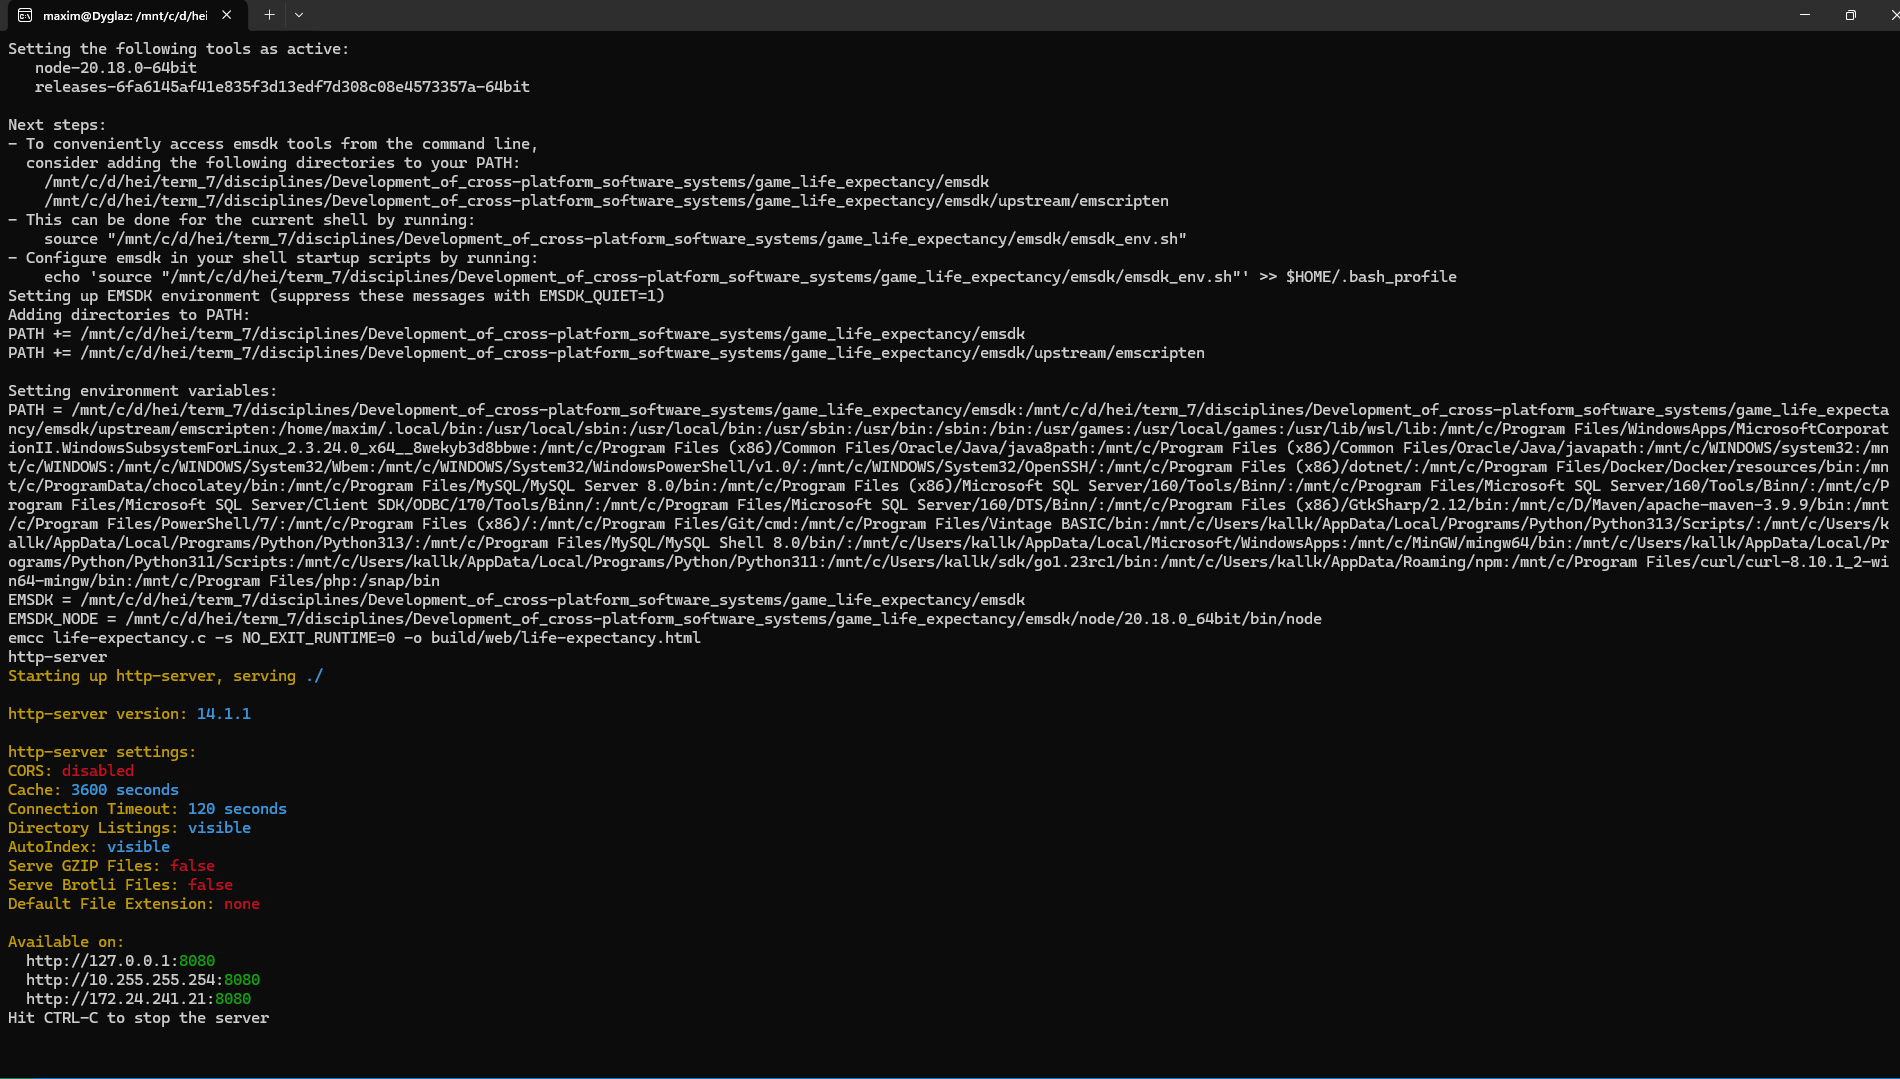 maxim@Dyglaz: /mnt/c/d/hei
Setting the following tools as active:
node-20.18.0-64bit
releases-6fa6145af41e835f3d13edf7d308c08e4573357a-64bit
Next steps:
- To conveniently access emsdk tools from the command line,
consider adding the following directories to your PATH:
/mnt/c/d/hei/term_7/disciplines/Development_of_cross-platform_software_systems/game_life_expectancy/emsdk
/mnt/c/d/hei/term_7/disciplines/Development_of_cross-platform_software_systems/game_life_expectancy/emsdk/upstream/emscripten
- This can be done for the current shell by running:
source "/mnt/c/d/hei/term_7/disciplines/Development_of_cross-platform_software_systems/game_life_expectancy/emsdk/emsdk_env.sh"
- Configure emsdk in your shell startup scripts by running:
echo 'source "/mnt/c/d/hei/term_7/disciplines/Development_of_cross-platform_software_systems/game_life_expectancy/emsdk/emsdk_env.sh"' >> $HOME/.bash_profile
Setting up EMSDK environment (suppress these messages with EMSDK_QUIET=1)
Adding directories to PATH:
PATH += /mnt/c/d/hei/term_7/disciplines/Development_of_cross-platform_software_systems/game_life_expectancy/emsdk
PATH += /mnt/c/d/hei/term_7/disciplines/Development_of_cross-platform_software_systems/game_life_expectancy/emsdk/upstream/emscripten
Setting environment variables:
PATH = /mnt/c/d/hei/term_7/disciplines/Development_of_cross-platform_software_systems/game_life_expectancy/emsdk:/mnt/c/d/hei/term_7/disciplines/Development_of_cross-platform_software_systems/game_life_expecta
ncy/emsdk/upstream/emscripten:/home/maxim/.local/bin:/usr/local/sbin:/usr/local/bin:/usr/sbin:/usr/bin:/sbin:/bin:/usr/games:/usr/local/games:/usr/lib/wsl/lib:/mnt/c/Program Files/WindowsApps/MicrosoftCorporat
ionII.WindowsSubsystemForLinux_2.3.24.0_x64__8wekyb3d8bbwe:/mnt/c/Program Files (x86)/Common Files/Oracle/Java/java8path:/mnt/c/Program Files (x86)/Common Files/Oracle/Java/javapath:/mnt/c/WINDOWS/system32:/mn
t/c/WINDOWS:/mnt/c/WINDOWS/System32/Wbem:/mnt/c/WINDOWS/System32/WindowsPowerShell/v1.0/:/mnt/c/WINDOWS/System32/OpenSSH/:/mnt/c/Program Files (x86)/dotnet/:/mnt/c/Program Files/Docker/Docker/resources/bin:/mn
t/c/ProgramData/chocolatey/bin:/mnt/c/Program Files/MySQL/MySQL Server 8.0/bin:/mnt/c/Program Files (x86)/Microsoft SQL Server/160/Tools/Binn/:/mnt/c/Program Files/Microsoft SQL Server/160/Tools/Binn/:/mnt/c/P
rogram Files/Microsoft SQL Server/Client SDK/ODBC/170/Tools/Binn/:/mnt/c/Program Files/Microsoft SQL Server/160/DTS/Binn/:/mnt/c/Program Files (x86)/GtkSharp/2.12/bin:/mnt/c/D/Maven/apache-maven-3.9.9/bin:/mnt
/c/Program Files/PowerShell/7/:/mnt/c/Program Files (x86)/:/mnt/c/Program Files/Git/cmd:/mnt/c/Program Files/Vintage BASIC/bin:/mnt/c/Users/kallk/AppData/Local/Programs/Python/Python313/Scripts/:/mnt/c/Users/k
allk/AppData/Local/Programs/Python/Python313/:/mnt/c/Program Files/MySQL/MySQL Shell 8.0/bin/:/mnt/c/Users/kallk/AppData/Local/Microsoft/WindowsApps:/mnt/c/MinGW/mingw64/bin:/mnt/c/Users/kallk/AppData/Local/Pr
ograms/Python/Python311/Scripts:/mnt/c/Users/kallk/AppData/Local/Programs/Python/Python311:/mnt/c/Users/kallk/sdk/go1.23rc1/bin:/mnt/c/Users/kallk/AppData/Roaming/npm:/mnt/c/Program Files/curl/curl-8.10.1_2-wi
n64-mingw/bin:/mnt/c/Program Files/php:/snap/bin
EMSDK = /mnt/c/d/hei/term_7/disciplines/Development_of_cross-platform_software_systems/game_life_expectancy/emsdk
EMSDK_NODE = /mnt/c/d/hei/term_7/disciplines/Development_of_cross-platform_software_systems/game_life_expectancy/emsdk/node/20.18.0_64bit/bin/node
emcc life-expectancy.c -s NO_EXIT_RUNTIME=0 -o build/web/life-expectancy.html
http-server
Starting up http-server, serving ./
http-server version: 14.1.1
http-server settings:
CORS: disabled
Cache: 3600 seconds
Connection Timeout: 120 seconds
Directory Listings: visible
AutoIndex: visible
Serve GZIP Files: false
Serve Brotli Files: false
Default File Extension: none
Available on:
http://127.0.0.1:8080
http://10.255.255.254:8080
http://172.24.241.21:8080
Hit CTRL-C to stop the server